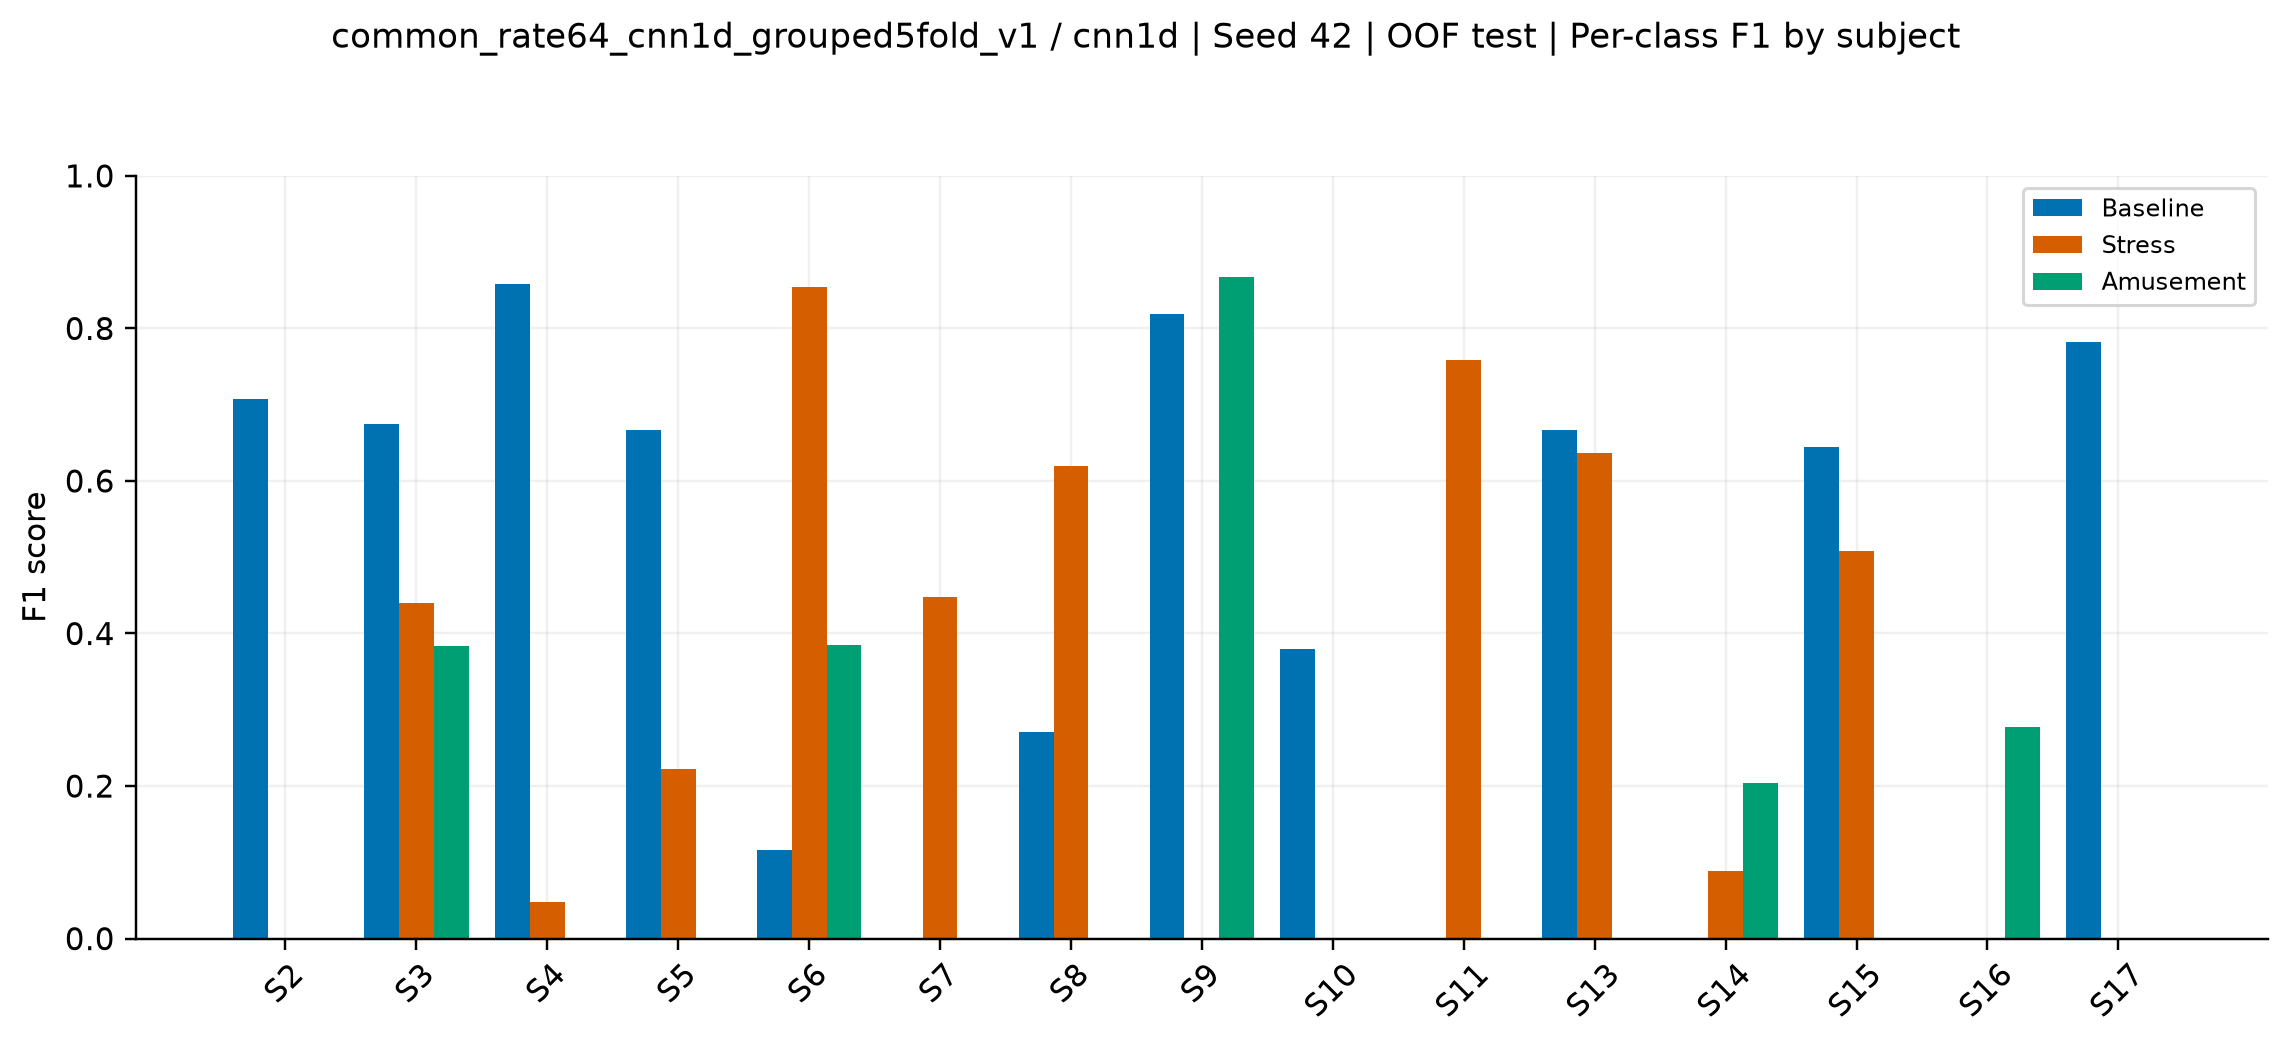 common_rate64_cnn1d_grouped5fold_v1 / cnn1d | Seed 42 | OOF test | Per-class F1 by subject
1.0
0.8
0.6
0.4
0.2
0.0
F1 score
Baseline
Stress
Amusement
S2
S3
S4
S5
S6
S7
S8
S9
S10
S11
S13
S14
S15
S16
S17